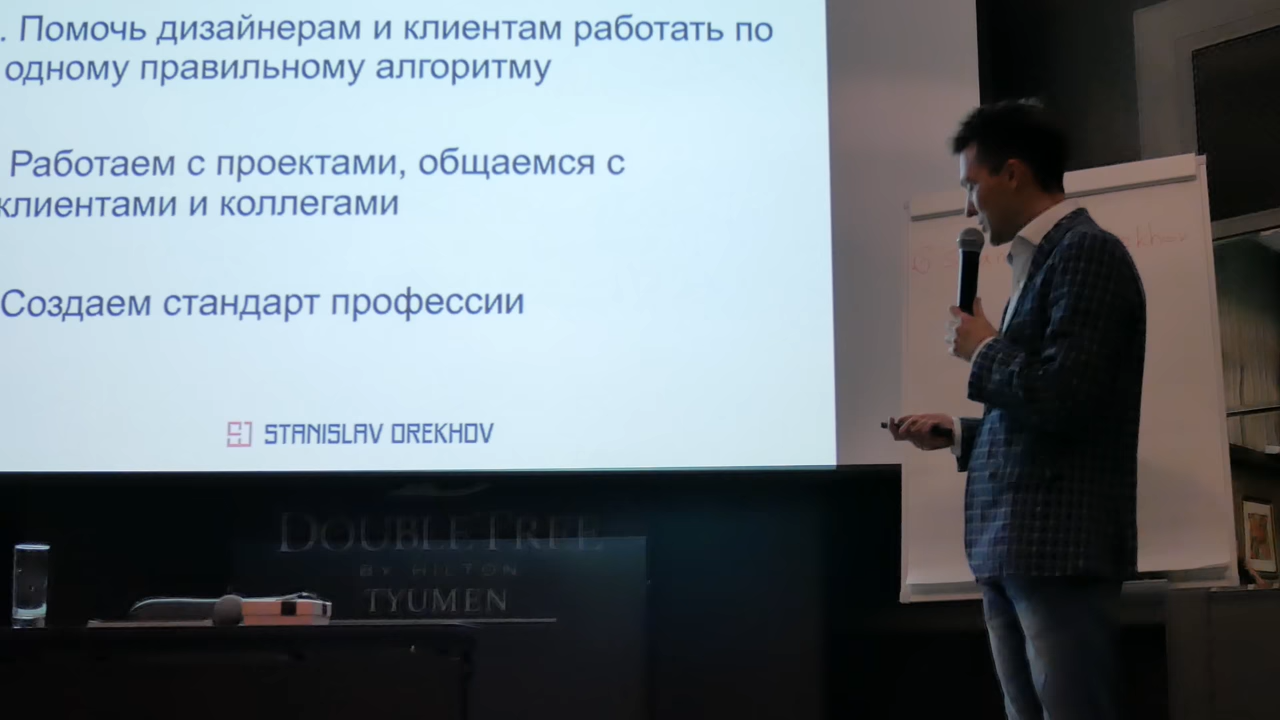 . Помочь дизайнерам и клиентам работать по
одному правильному алгоритму
Работаем с проектами, общаемся с
клиентами и коллегами
Создаем стандарт профессии
STANISLAV OREKHOV
DOUBLETREE
BY HILTON
TYUMEN